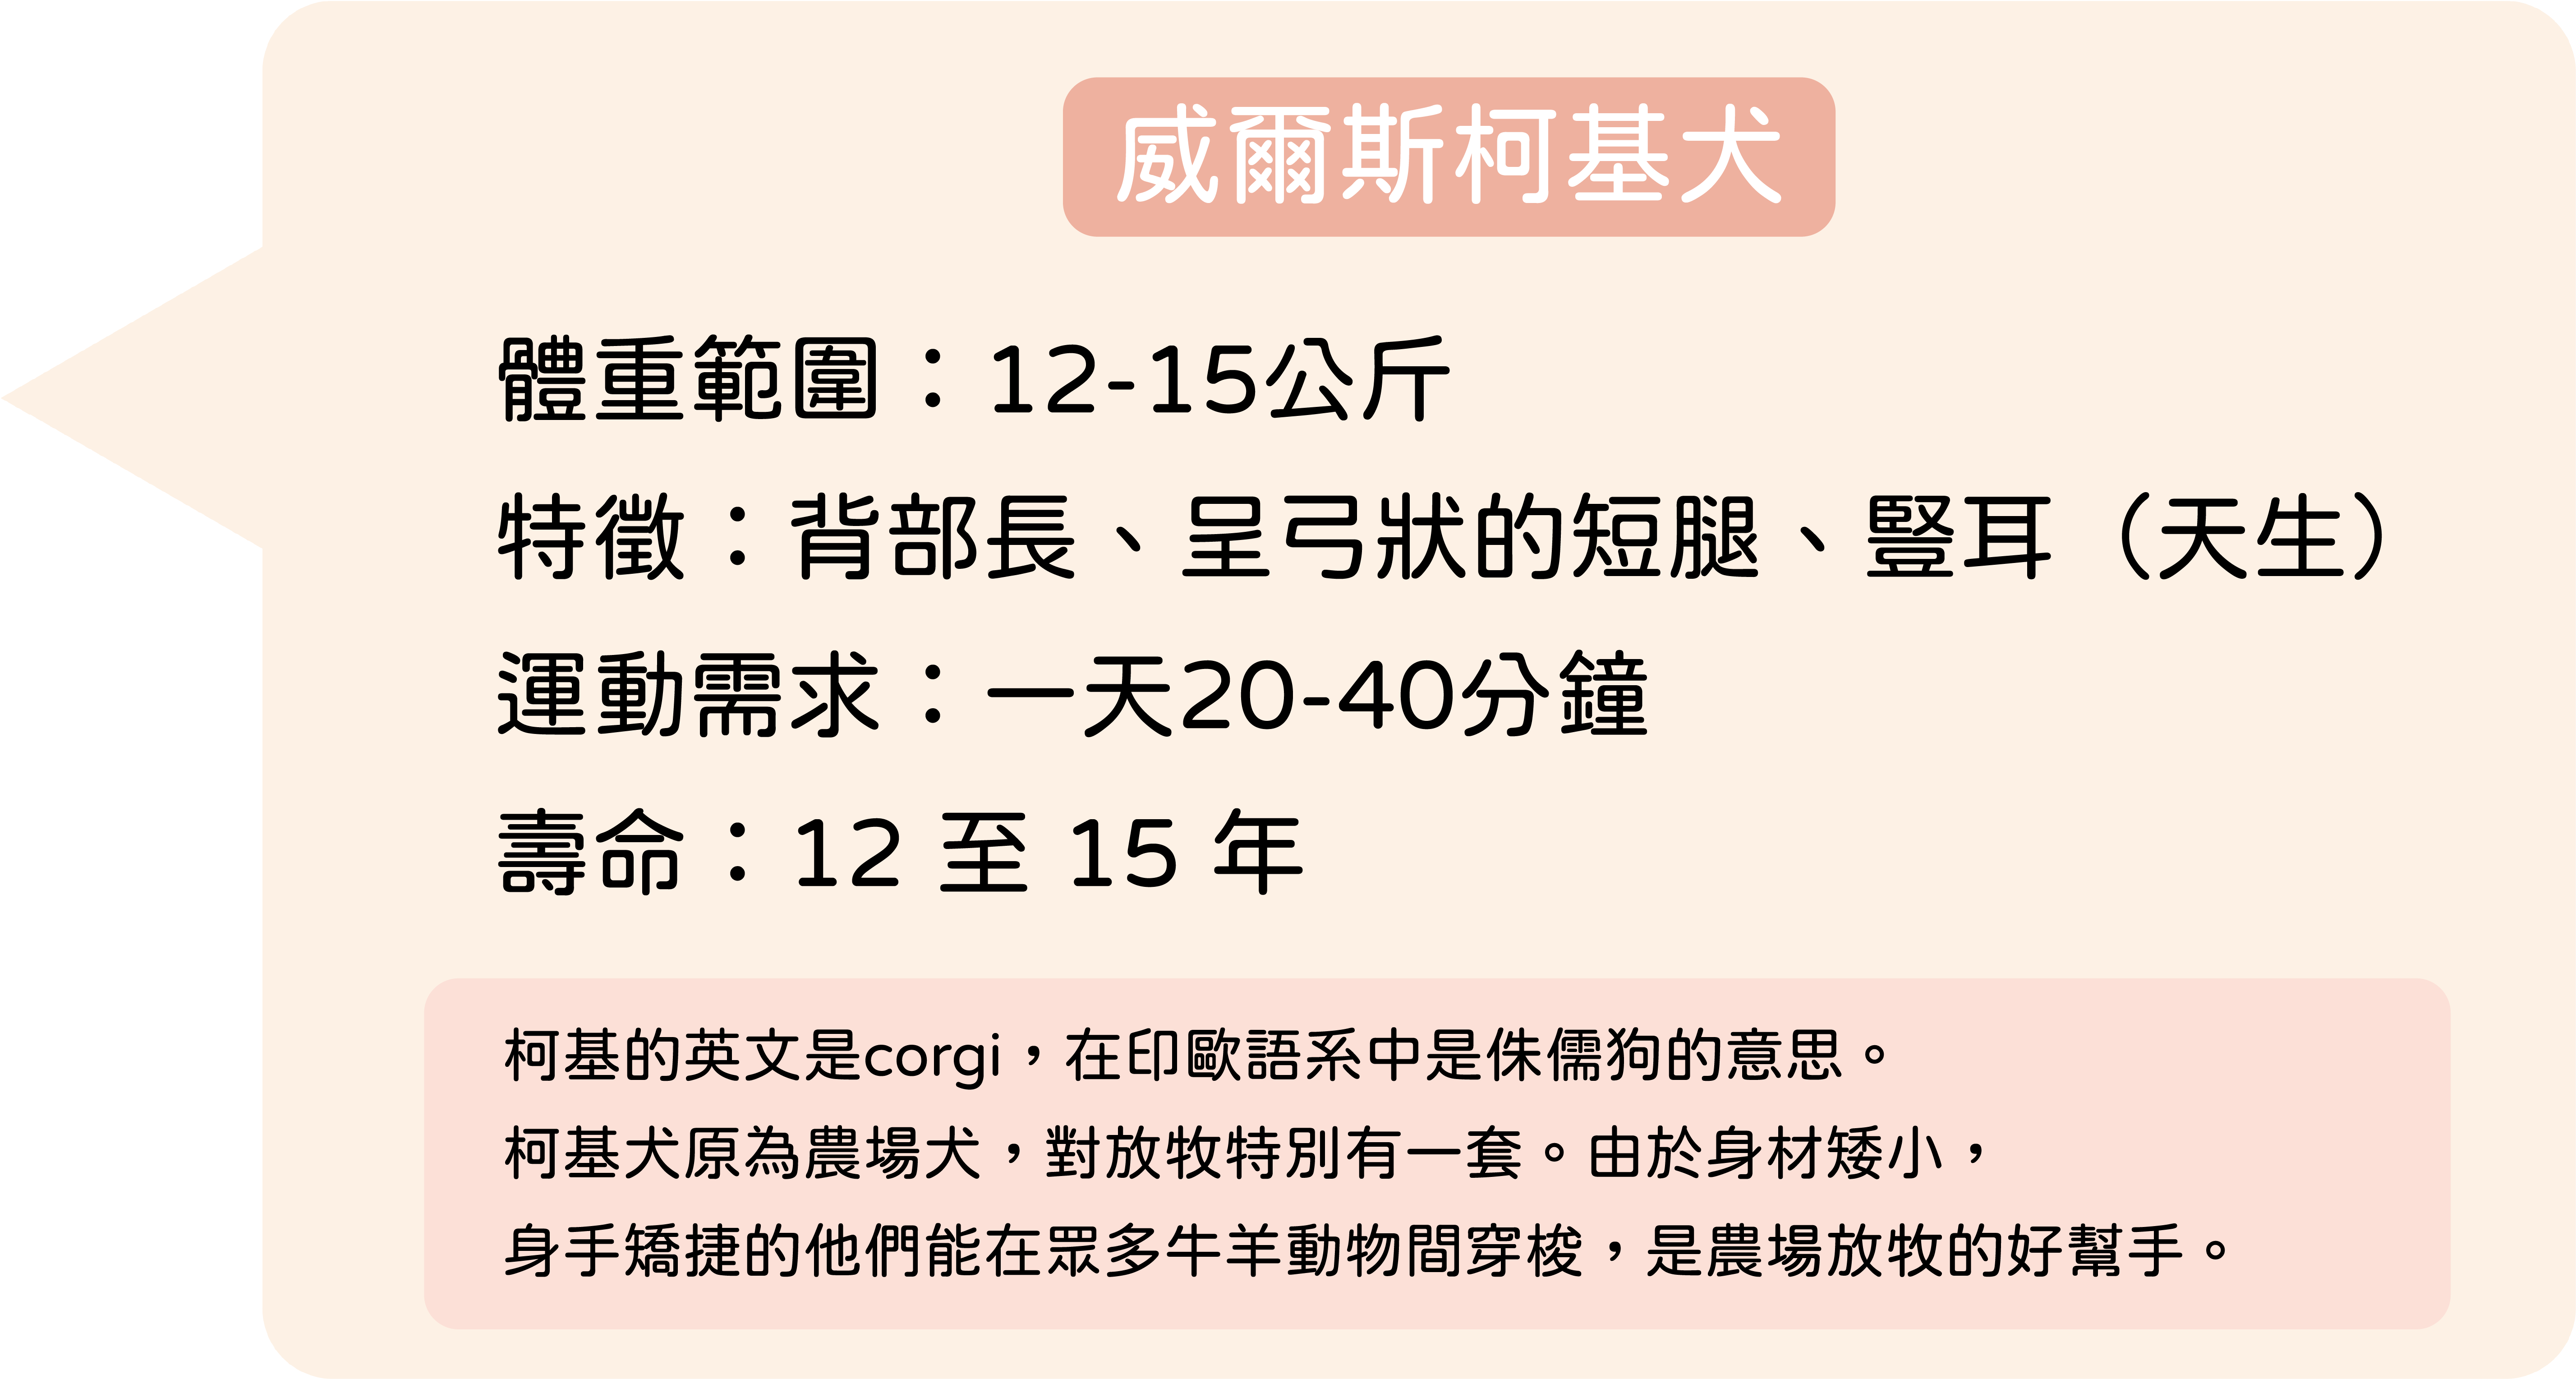 威爾斯柯基犬
體重範圍：12-15公斤
特徵：背部長、呈弓狀的短腿、豎耳（天生）
運動需求：一天20-40分鐘
壽命：12 至 15 年
柯基的英文是corgi，在印歐語系中是侏儒狗的意思。
柯基犬原為農場犬，對放牧特別有一套。由於身材矮小，
身手矯捷的他們能在眾多牛羊動物間穿梭，是農場放牧的好幫手。